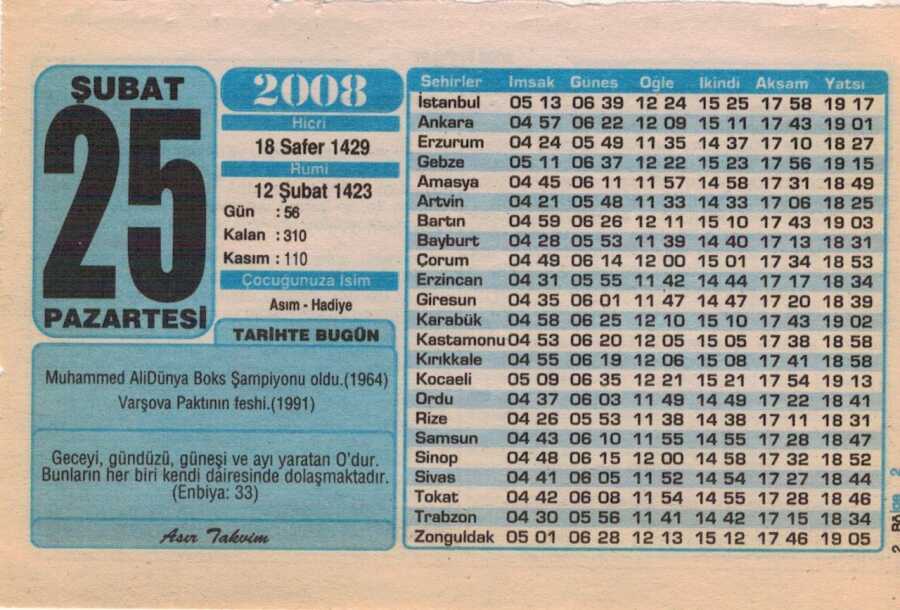 ŞUBAT
25
PAZARTESİ
2008
Hicri
18 Safer 1429
Rumi
12 Şubat 1423
Gün : 56
Kalan : 310
Kasım : 110
Çocuğunuza İsim
Asım - Hadiye
TARİHTE BUGÜN
Muhammed AliDünya Boks Şampiyonu oldu.(1964)
Varşova Paktının feshi.(1991)
Geceyi, gündüzü, güneşi ve ayı yaratan O'dur.
Bunların her biri kendi dairesinde dolaşmaktadır.
(Enbiya: 33)
Asır Takvim
Şehirler İmsak Güneş Öğle İkindi Akşam Yatsı
İstanbul 05 13 06 39 12 24 15 25 17 58 19 17
Ankara 04 57 06 22 12 09 15 11 17 43 19 01
Erzurum 04 24 05 49 11 35 14 37 17 10 18 27
Gebze 05 11 06 37 12 22 15 23 17 56 19 15
Amasya 04 45 06 11 11 57 14 58 17 31 18 49
Artvin 04 21 05 48 11 33 14 33 17 06 18 25
Bartın 04 59 06 26 12 11 15 10 17 43 19 03
Bayburt 04 28 05 53 11 39 14 40 17 13 18 31
Çorum 04 49 06 14 12 00 15 01 17 34 18 53
Erzincan 04 31 05 55 11 42 14 44 17 17 18 34
Giresun 04 35 06 01 11 47 14 47 17 20 18 39
Karabük 04 58 06 25 12 10 15 10 17 43 19 02
Kastamonu 04 53 06 20 12 05 15 05 17 38 18 58
Kırıkkale 04 55 06 19 12 06 15 08 17 41 18 58
Kocaeli 05 09 06 35 12 21 15 21 17 54 19 13
Ordu 04 37 06 03 11 49 14 49 17 22 18 41
Rize 04 26 05 53 11 38 14 38 17 11 18 31
Samsun 04 43 06 10 11 55 14 55 17 28 18 47
Sinop 04 48 06 15 12 00 14 58 17 32 18 52
Sivas 04 41 06 05 11 52 14 54 17 27 18 44
Tokat 04 42 06 08 11 54 14 55 17 28 18 46
Trabzon 04 30 05 56 11 41 14 42 17 15 18 34
Zonguldak 05 01 06 28 12 13 15 12 17 46 19 05